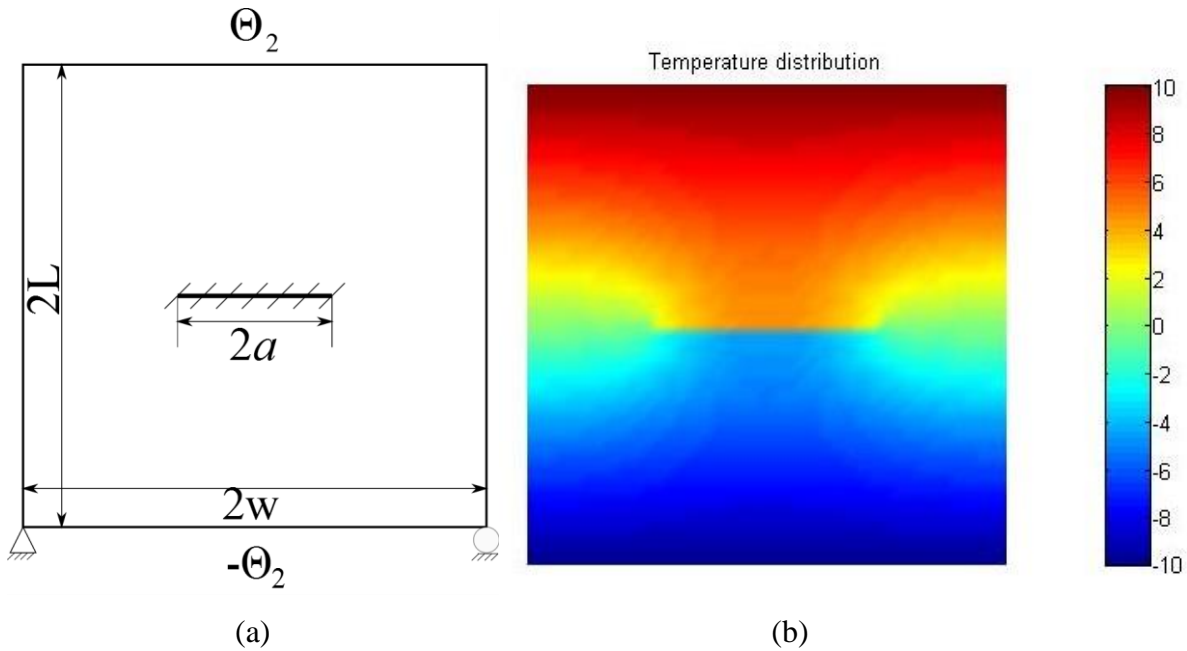 Θ₂
2L
2a
2w
-Θ₂
(a)
Temperature distribution
10
8
6
4
2
0
-2
-4
-6
-8
-10
(b)